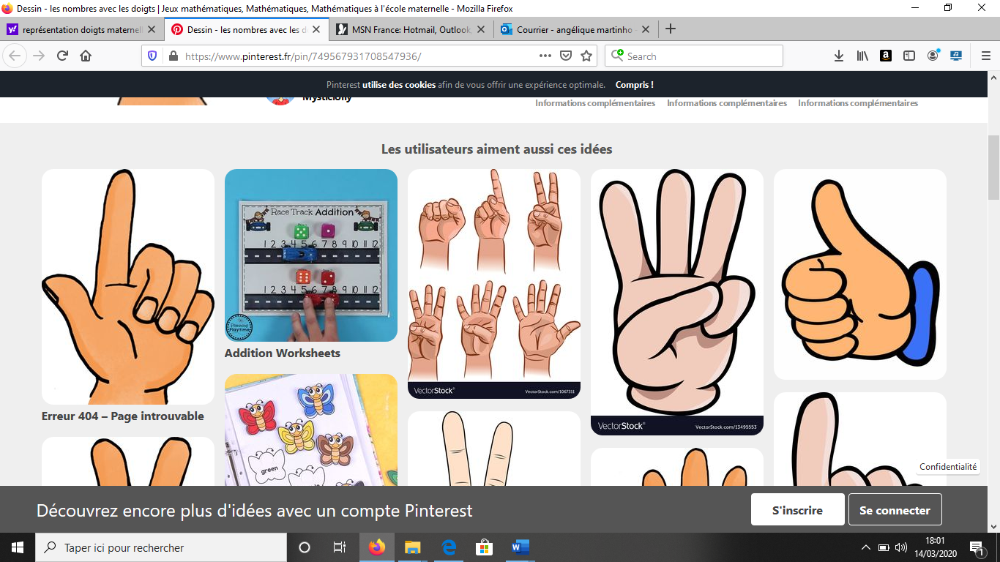 Dessin - les nombres avec les doigts | Jeux mathématiques, Mathématiques, Mathématiques à l'école maternelle - Mozilla Firefox
représentation doigts maternel
Dessin - les nombres avec les d
MSN France: Hotmail, Outlook,
Courrier - angélique martinho
https://www.pinterest.fr/pin/749567931708547936/
Search
Pinterest utilise des cookies afin de vous offrir une expérience optimale. Compris !
Mysticlolly
Informations complémentaires Informations complémentaires Informations complémentaires
Les utilisateurs aiment aussi ces idées
Race Track Addition
1 2 3 4 5 6 7 8 9 10 11 12
1 2 3 4 5 6 7 8 9 10 11 12
Planning Playtime
Addition Worksheets
VectorStock®
VectorStock.com/1067311
VectorStock®
VectorStock.com/13495553
Erreur 404 – Page introuvable
green
Confidentialité
Découvrez encore plus d'idées avec un compte Pinterest
S'inscrire
Se connecter
Taper ici pour rechercher
18:01
14/03/2020
1